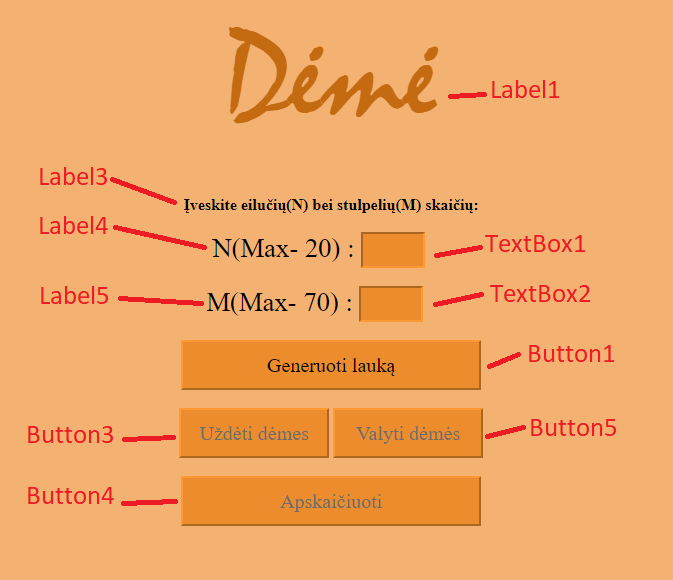 Dėmė
Label1
Label3
Įveskite eilučių(N) bei stulpelių(M) skaičių:
Label4
N(Max- 20) :
TextBox1
Label5
M(Max- 70) :
TextBox2
Generuoti lauką
Button1
Button3
Uždėti dėmes
Valyti dėmės
Button5
Button4
Apskaičiuoti